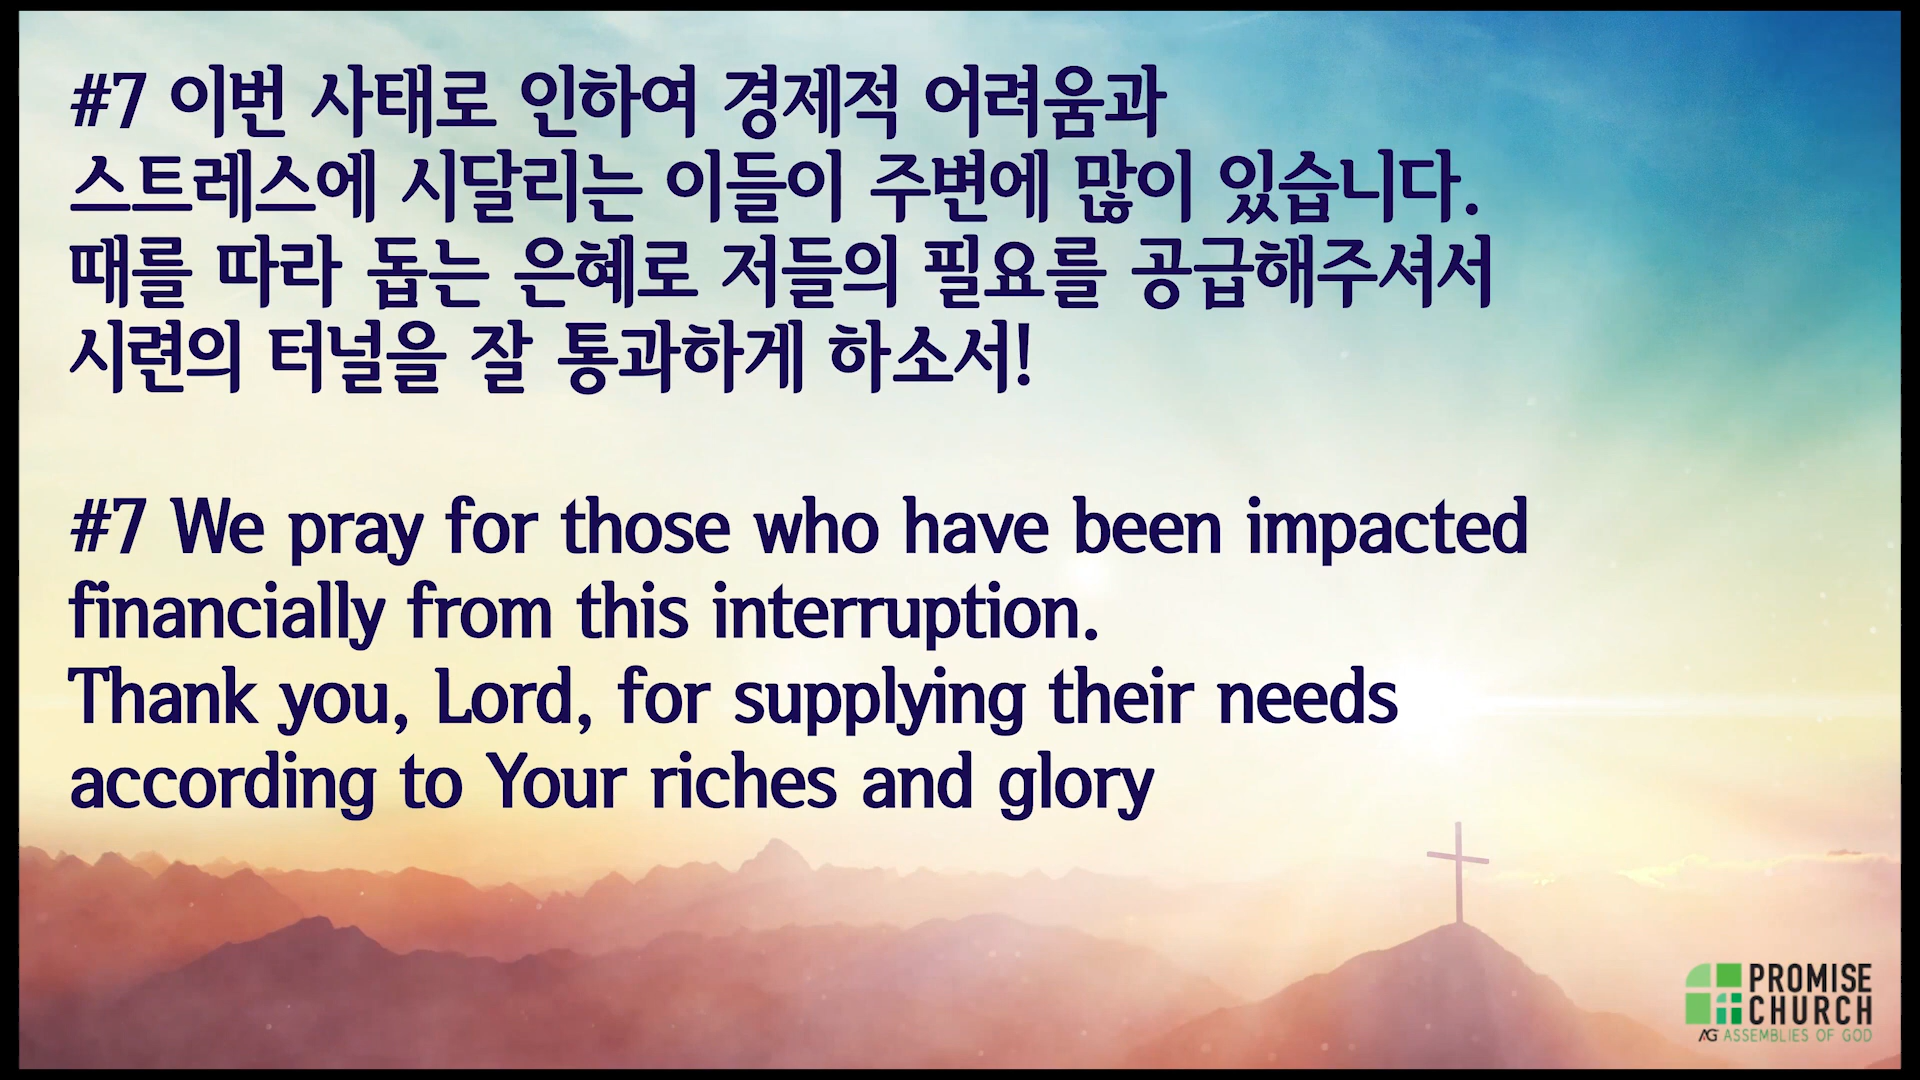 #7 이번 사태로 인하여 경제적 어려움과
스트레스에 시달리는 이들이 주변에 많이 있습니다.
때를 따라 돕는 은혜로 저들의 필요를 공급해주셔서
시련의 터널을 잘 통과하게 하소서!
#7 We pray for those who have been impacted
financially from this interruption.
Thank you, Lord, for supplying their needs
according to Your riches and glory
PROMISE
CHURCH
AG ASSEMBLIES OF GOD